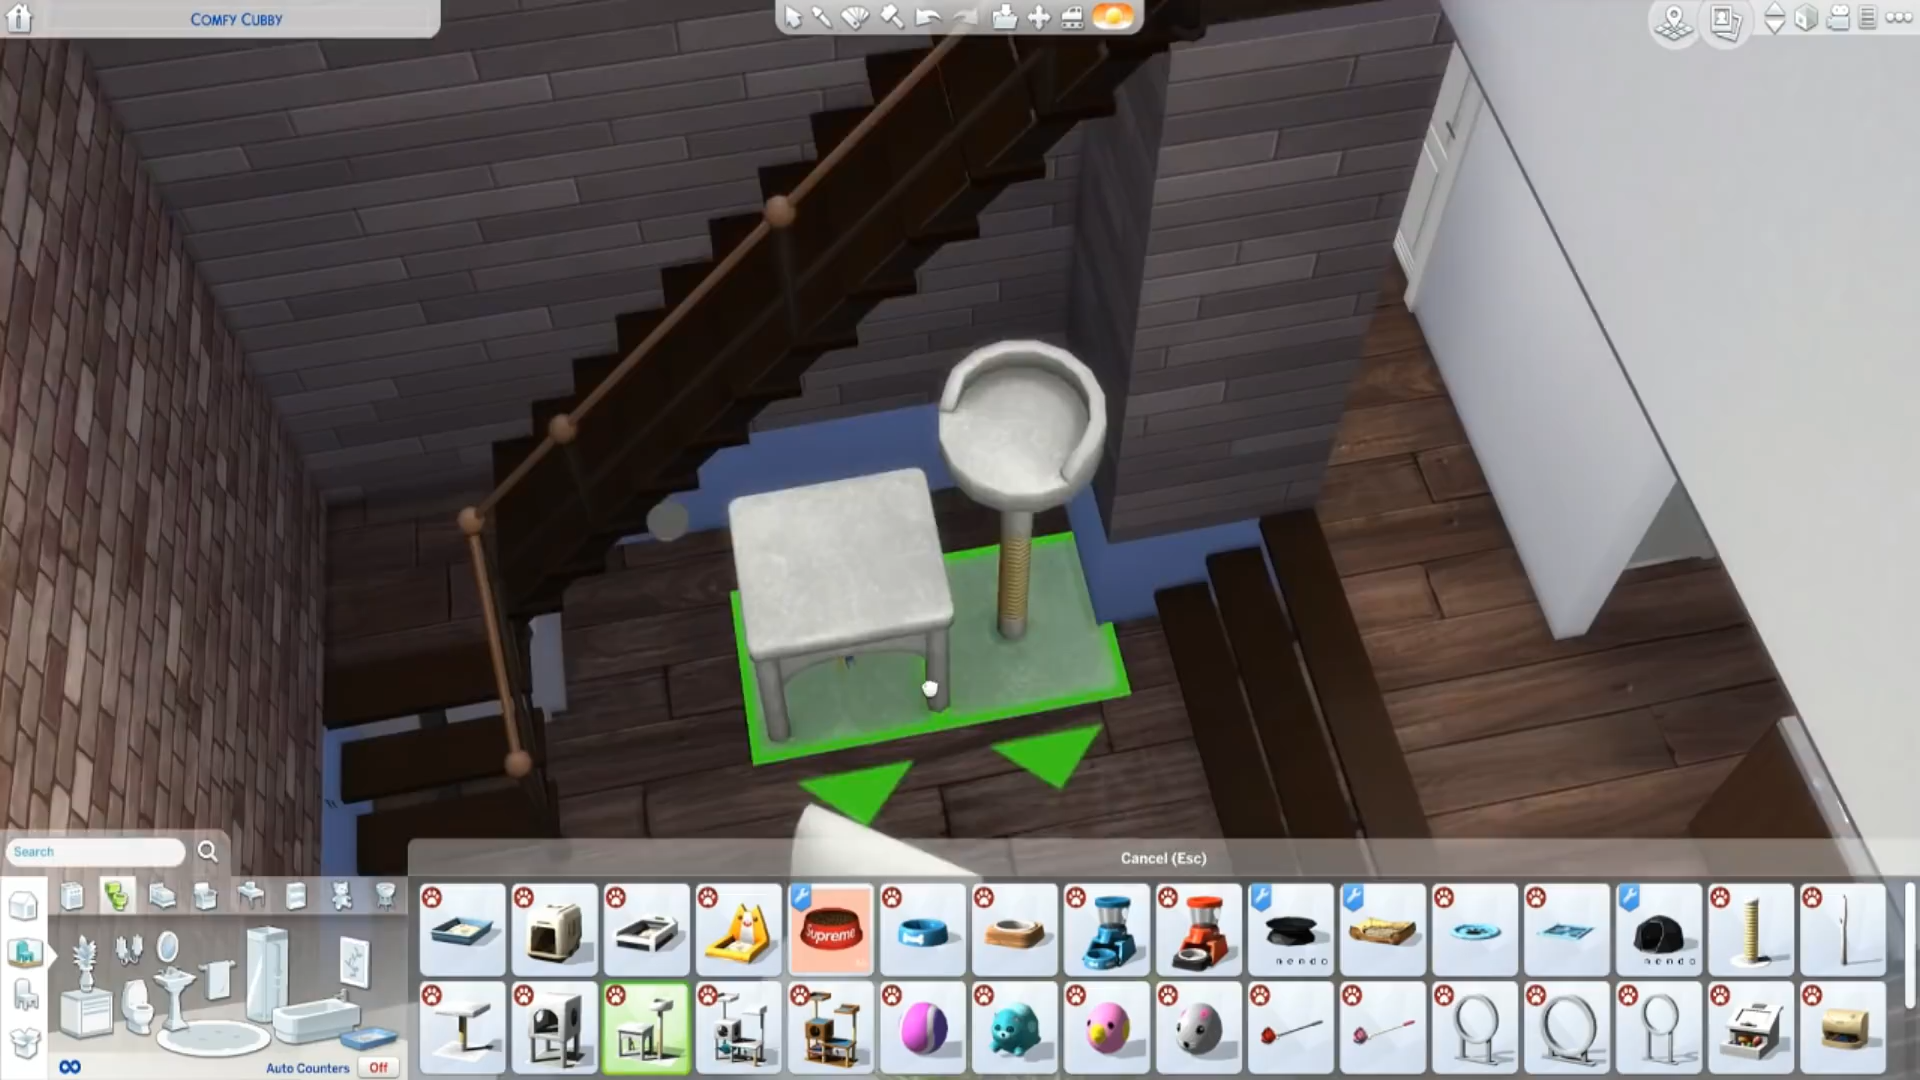 COMFY CUBBY
Cancel (Esc)
Search
Supreme
nendo
nendo
Auto Counters Off